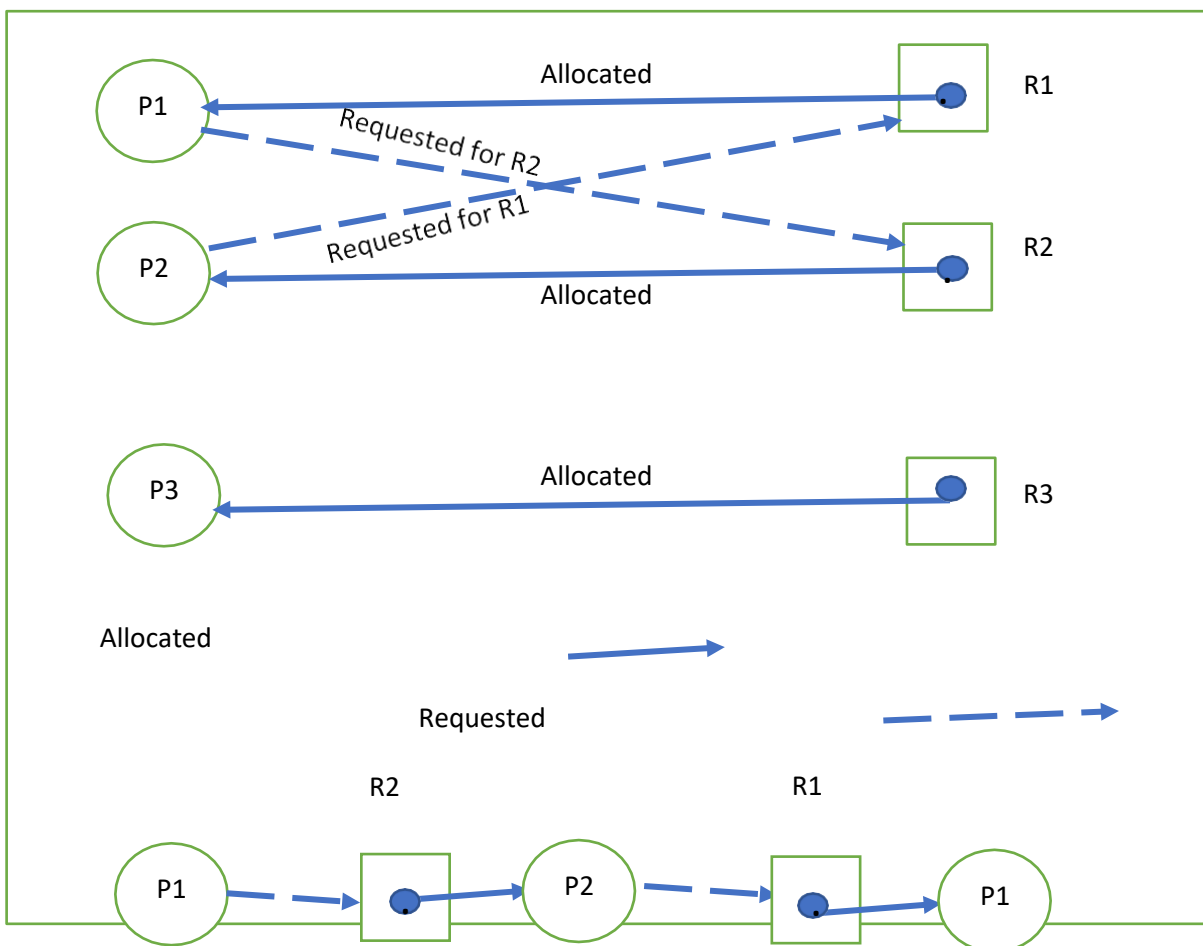 Allocated
R1
P1
Requested for R2
Requested for R1
P2
R2
Allocated
Allocated
P3
R3
Allocated
Requested
R2
R1
P1
P2
P1